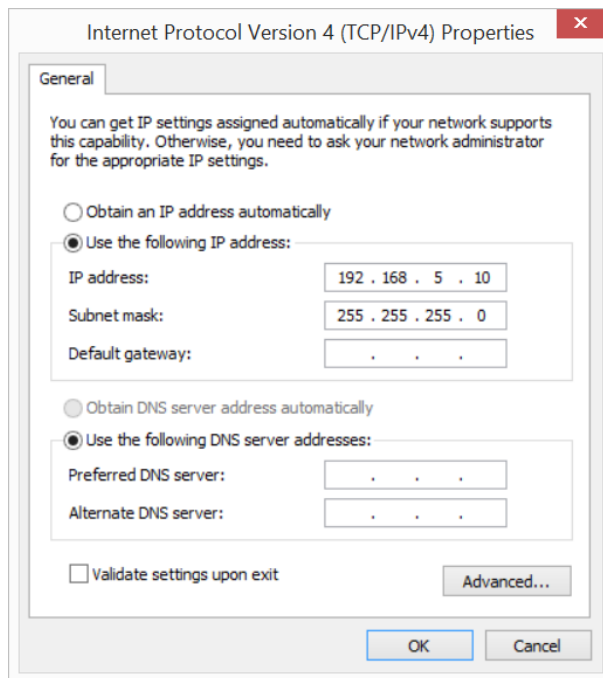 Internet Protocol Version 4 (TCP/IPv4) Properties
General
You can get IP settings assigned automatically if your network supports
this capability. Otherwise, you need to ask your network administrator
for the appropriate IP settings.
Obtain an IP address automatically
Use the following IP address:
IP address: 192 . 168 . 5 . 10
Subnet mask: 255 . 255 . 255 . 0
Default gateway: . . .
Obtain DNS server address automatically
Use the following DNS server addresses:
Preferred DNS server: . . .
Alternate DNS server: . . .
Validate settings upon exit
Advanced...
OK Cancel